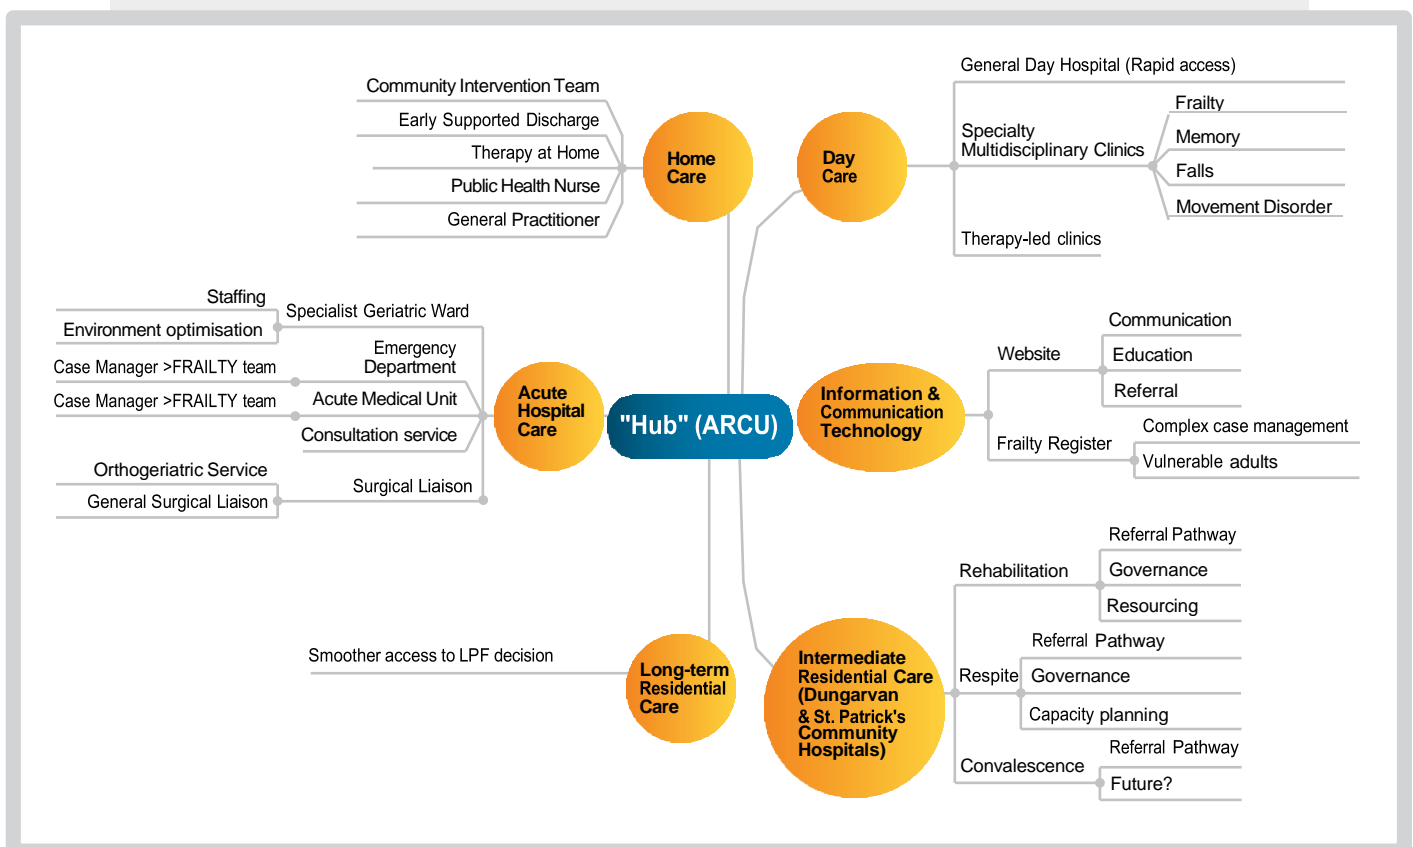 Community Intervention Team
Early Supported Discharge
Therapy at Home
Public Health Nurse
General Practitioner
Home
Care
Day
Care
General Day Hospital (Rapid access)
Specialty
Multidisciplinary Clinics
Frailty
Memory
Falls
Movement Disorder
Therapy-led clinics
Staffing
Environment optimisation
Specialist Geriatric Ward
Case Manager >FRAILTY team
Emergency
Department
Case Manager >FRAILTY team
Acute Medical Unit
Consultation service
Orthogeriatric Service
General Surgical Liaison
Surgical Liaison
Acute
Hospital
Care
"Hub" (ARCU)
Information &
Communication
Technology
Website
Communication
Education
Referral
Frailty Register
Complex case management
Vulnerable adults
Smoother access to LPF decision
Long-term
Residential
Care
Intermediate
Residential Care
(Dungarvan
& St. Patrick's
Community
Hospitals)
Rehabilitation
Referral Pathway
Governance
Resourcing
Respite
Referral Pathway
Governance
Capacity planning
Convalescence
Referral Pathway
Future?